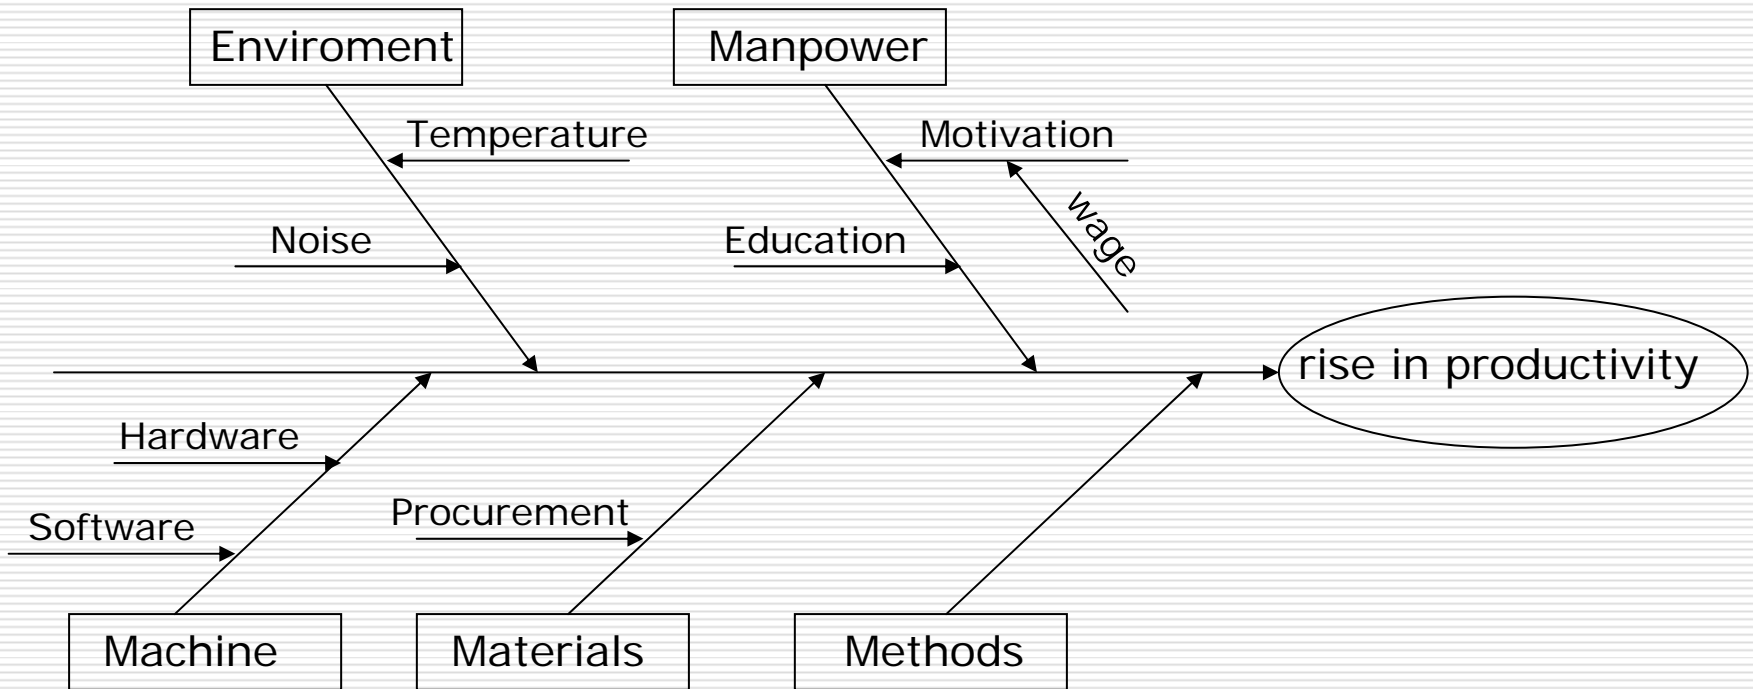 Enviroment
Manpower
Temperature
Motivation
wage
Noise
Education
rise in productivity
Hardware
Software
Procurement
Machine
Materials
Methods